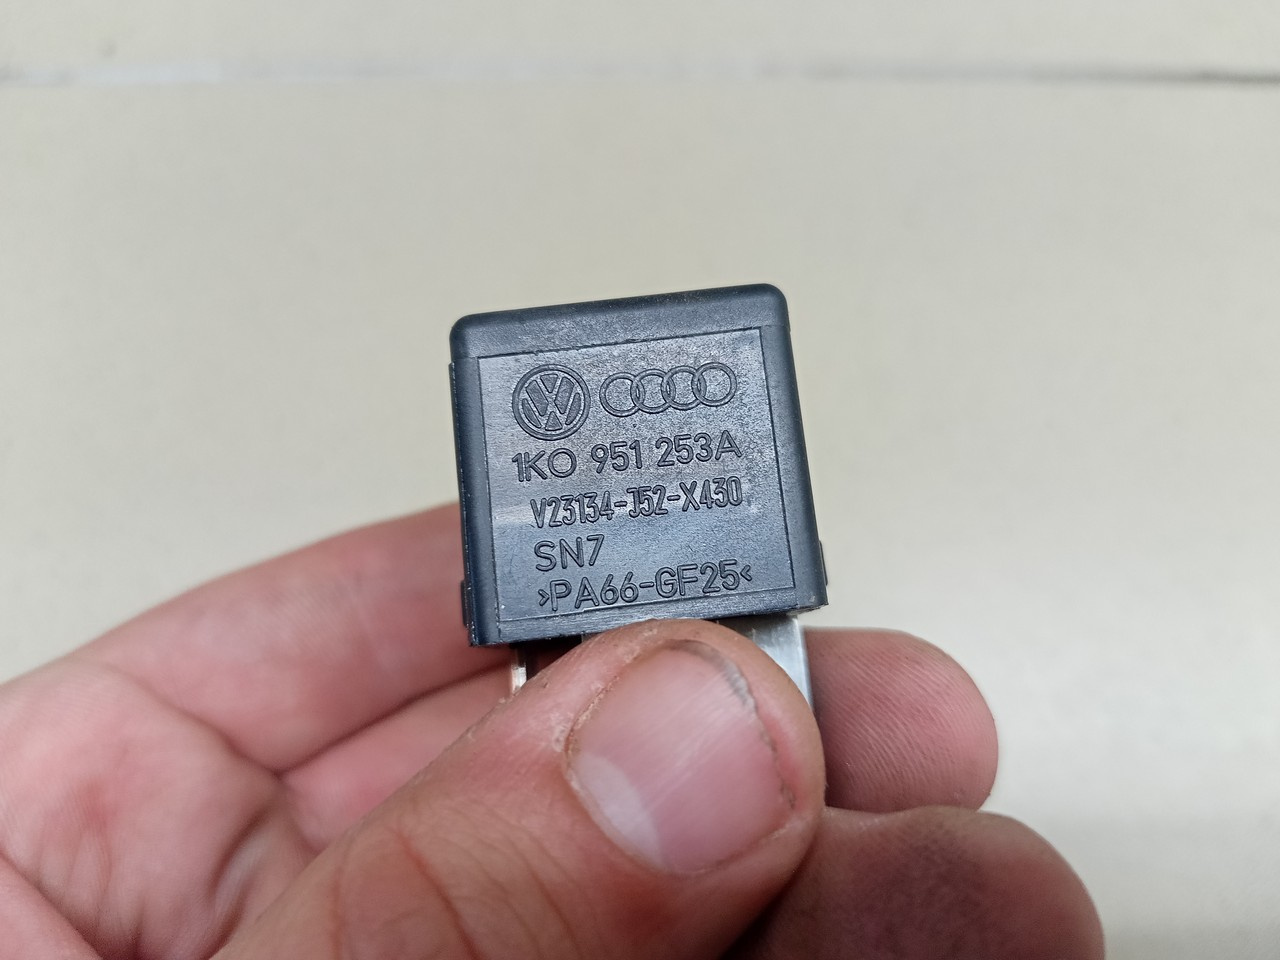 1K0 951 253A
V23134-J52-X430
SN7
>PA66-GF25<